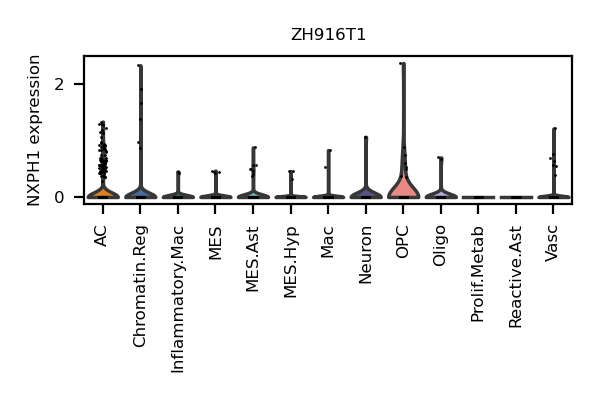 ZH916T1
NXPH1 expression
2
0
AC
Chromatin.Reg
Inflammatory.Mac
MES
MES.Ast
MES.Hyp
Mac
Neuron
OPC
Oligo
Prolif.Metab
Reactive.Ast
Vasc